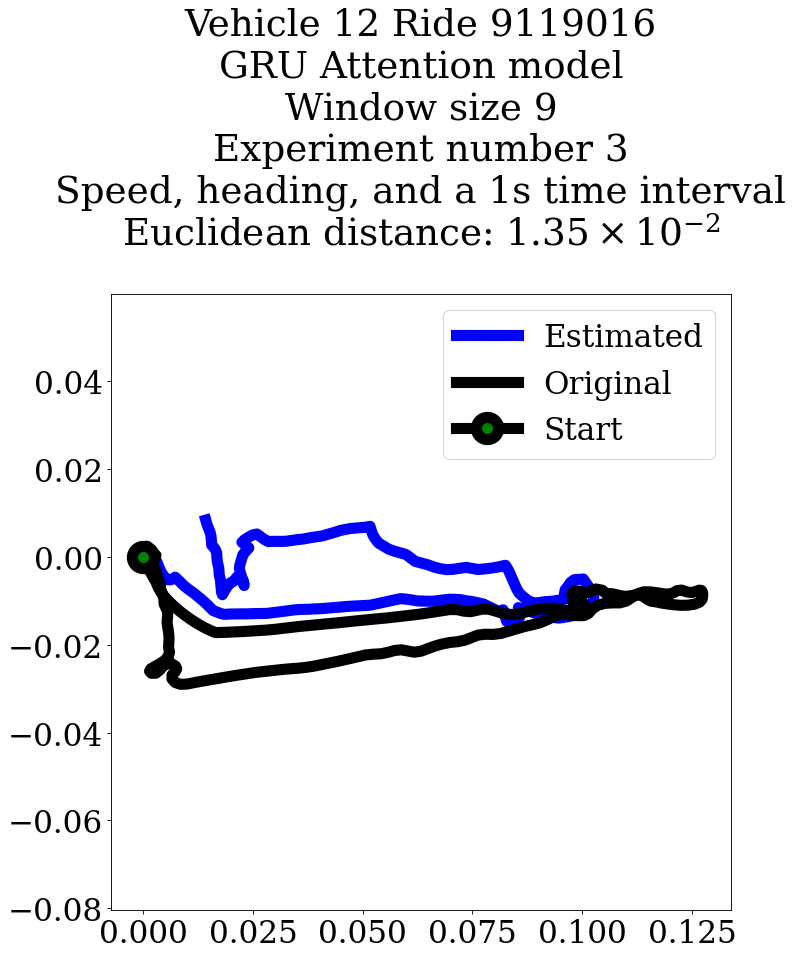 Vehicle 12 Ride 9119016
GRU Attention model
Window size 9
Experiment number 3
Speed, heading, and a 1s time interval
Euclidean distance: 1.35 × 10⁻²
Estimated
Original
Start
0.04
0.02
0.00
−0.02
−0.04
−0.06
−0.08
0.000 0.025 0.050 0.075 0.100 0.125